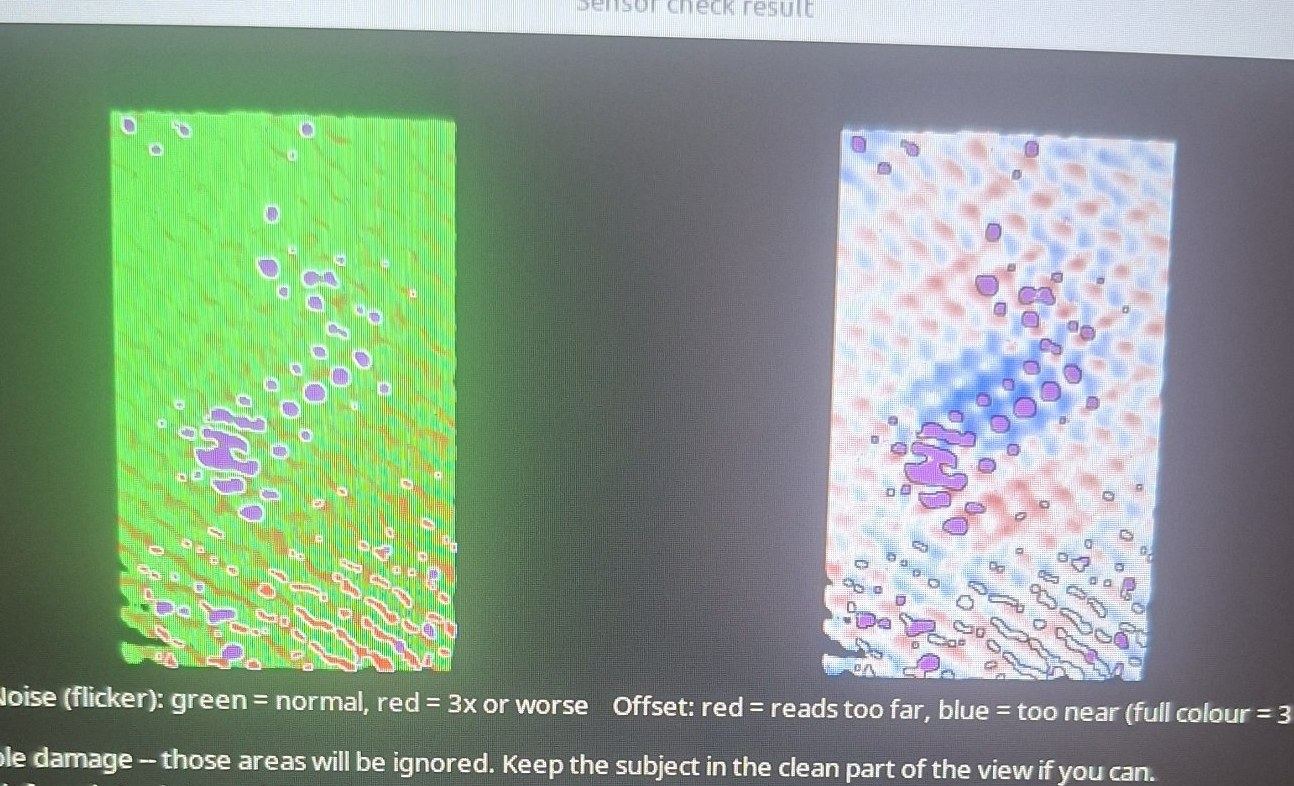 Sensor check result
Noise (flicker): green = normal, red = 3x or worse Offset: red = reads too far, blue = too near (full colour = 3
damage -- those areas will be ignored. Keep the subject in the clean part of the view if you can.